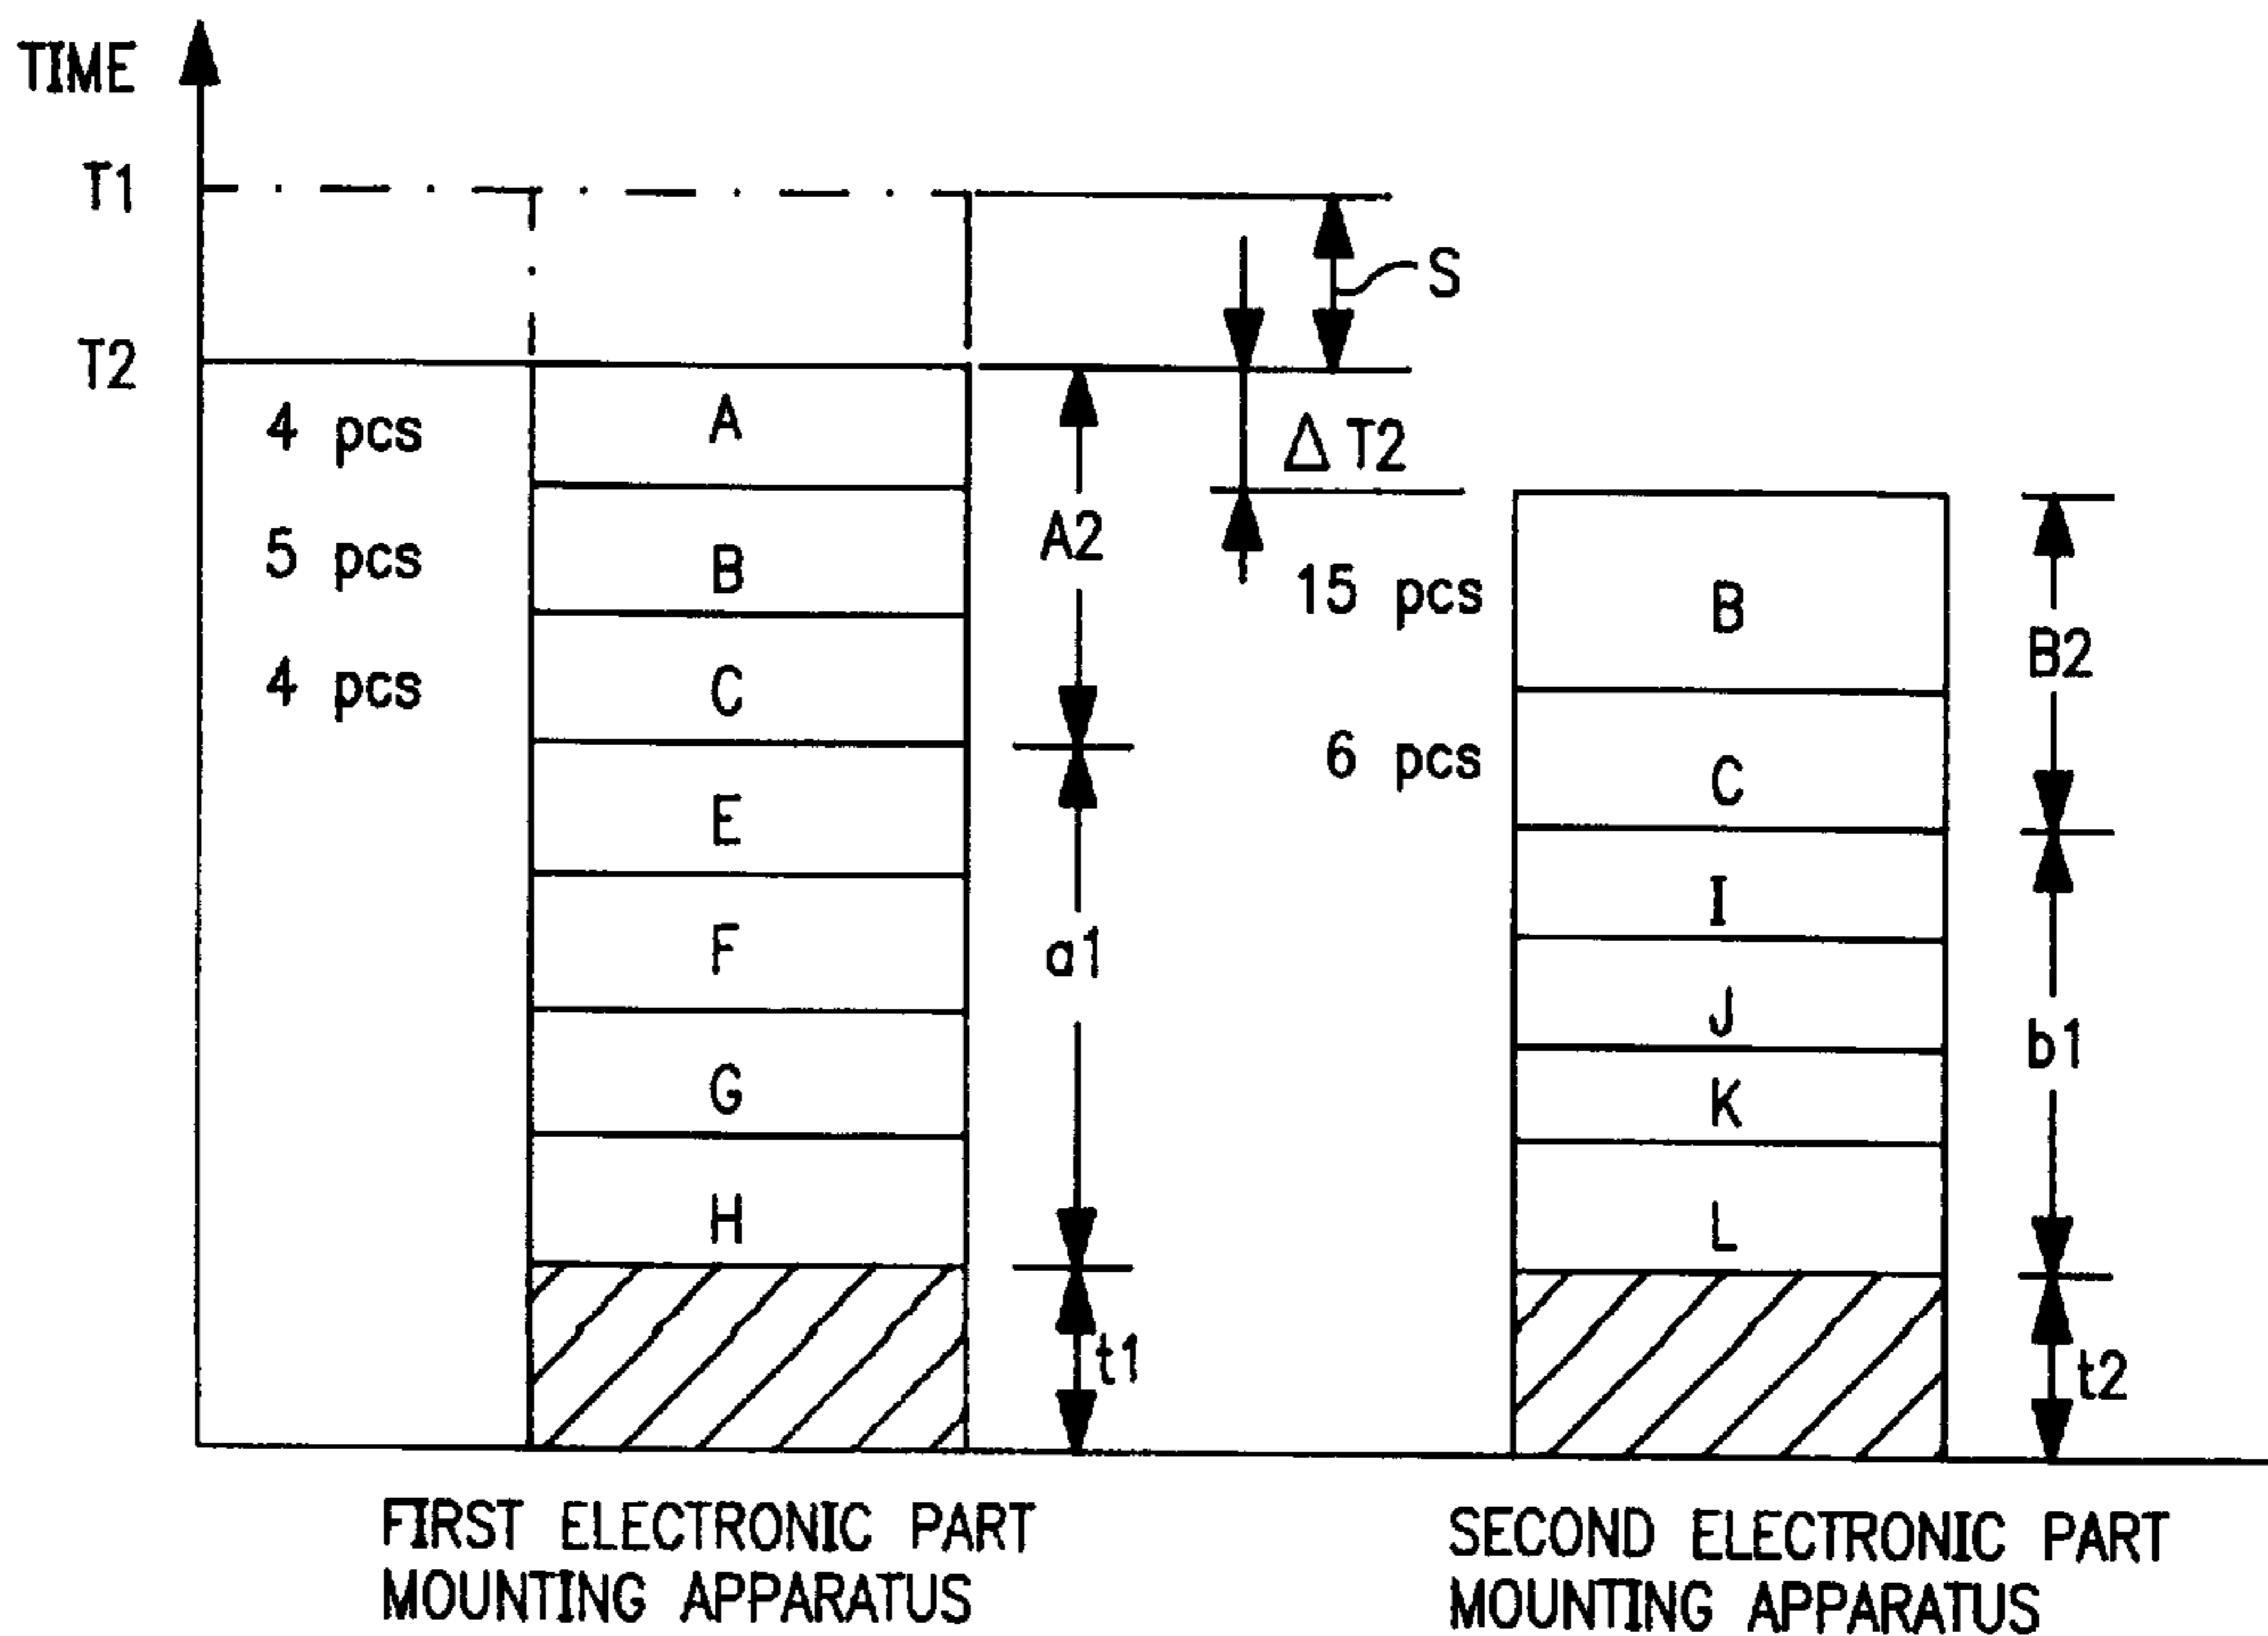 TIME
T1
S
T2
4 pcs
A
ΔT2
A2
5 pcs
B
15 pcs
B
B2
4 pcs
C
6 pcs
C
E
I
F
a1
J
b1
G
K
H
L
t1
t2
FIRST ELECTRONIC PART
MOUNTING APPARATUS
SECOND ELECTRONIC PART
MOUNTING APPARATUS